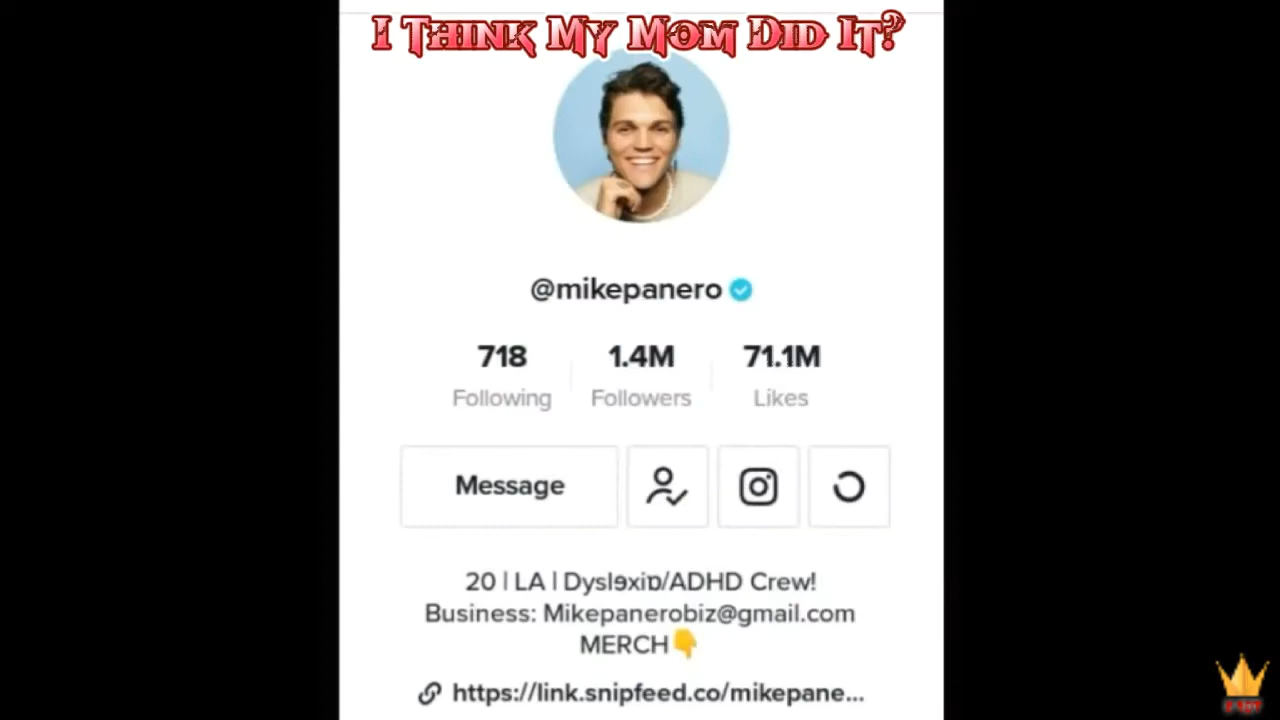 I Think My Mom Did It?
@mikepanero
718 1.4M 71.1M
Following Followers Likes
Message
20 | LA | Dyslɘxiɒ/ADHD Crew!
Business: Mikepanerobiz@gmail.com
MERCH👇
https://link.snipfeed.co/mikepane...